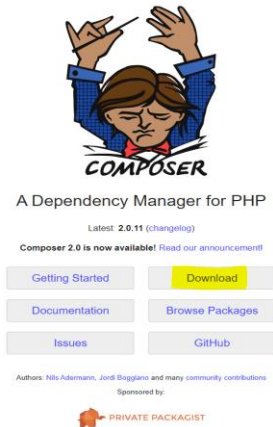 COMPOSER
A Dependency Manager for PHP
Latest: 2.0.11 (changelog)
Composer 2.0 is now available! Read our announcement!
Getting Started Download
Documentation Browse Packages
Issues GitHub
Authors: Nils Adermann, Jordi Boggiano and many community contributions
Sponsored by:
PRIVATE PACKAGIST